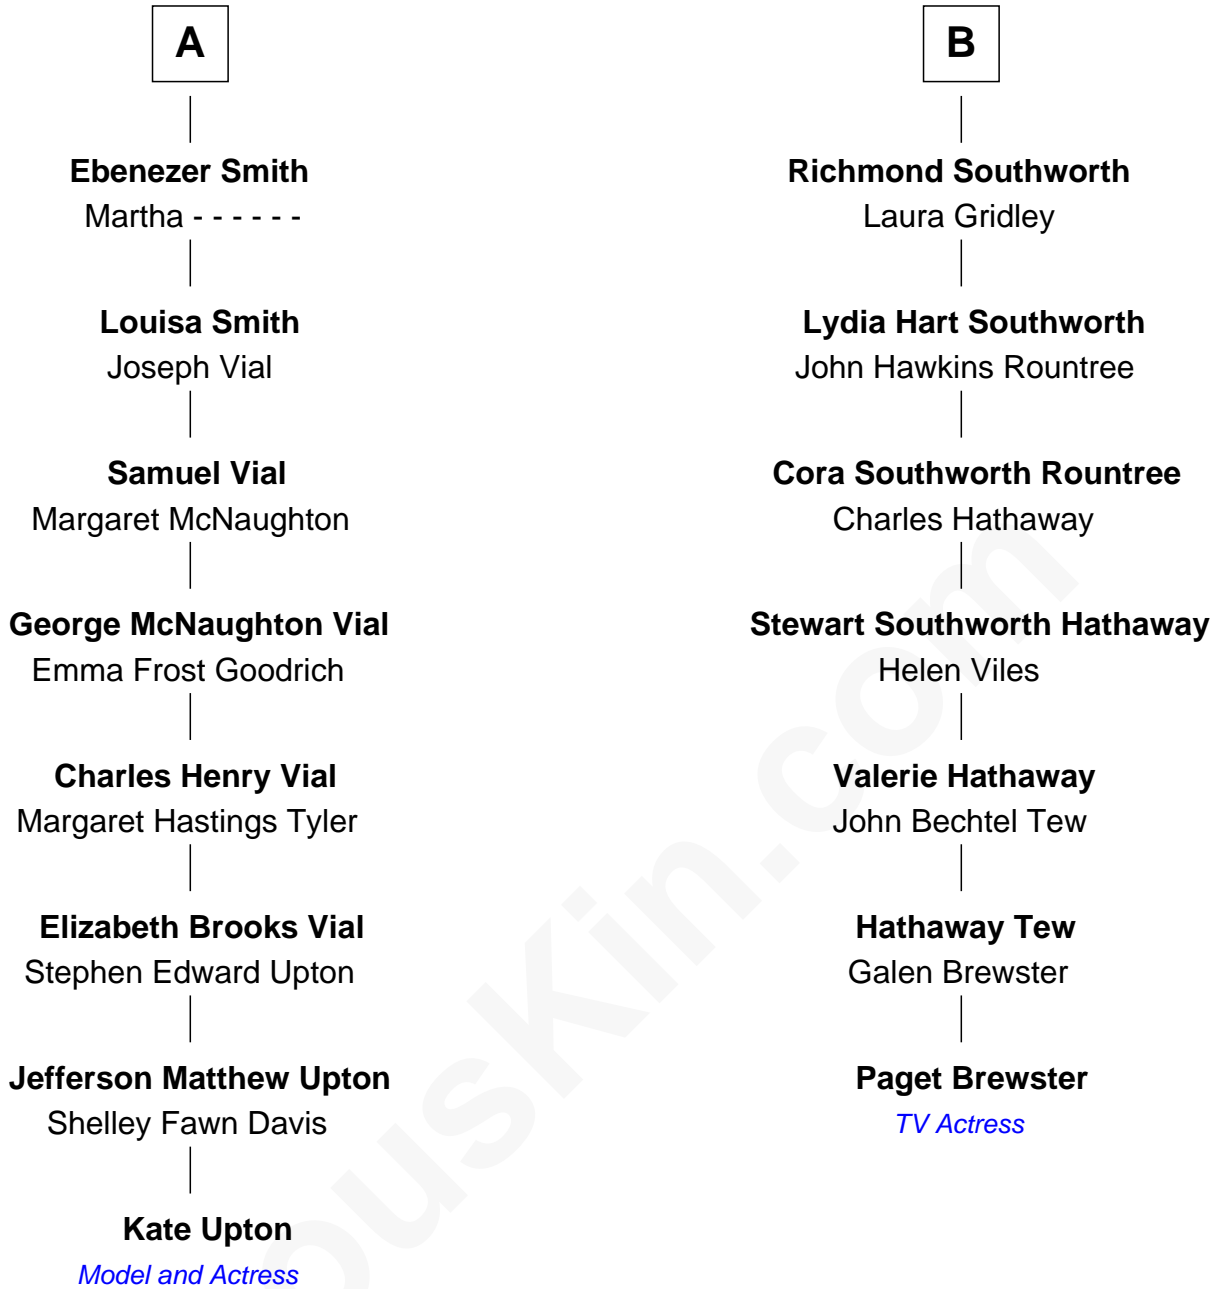 A
Ebenezer Smith
Martha - - - - - -
Louisa Smith
Joseph Vial
Samuel Vial
Margaret McNaughton
George McNaughton Vial
Emma Frost Goodrich
Charles Henry Vial
Margaret Hastings Tyler
Elizabeth Brooks Vial
Stephen Edward Upton
Jefferson Matthew Upton
Shelley Fawn Davis
Kate Upton
Model and Actress
B
Richmond Southworth
Laura Gridley
Lydia Hart Southworth
John Hawkins Rountree
Cora Southworth Rountree
Charles Hathaway
Stewart Southworth Hathaway
Helen Viles
Valerie Hathaway
John Bechtel Tew
Hathaway Tew
Galen Brewster
Paget Brewster
TV Actress
ousKin.com